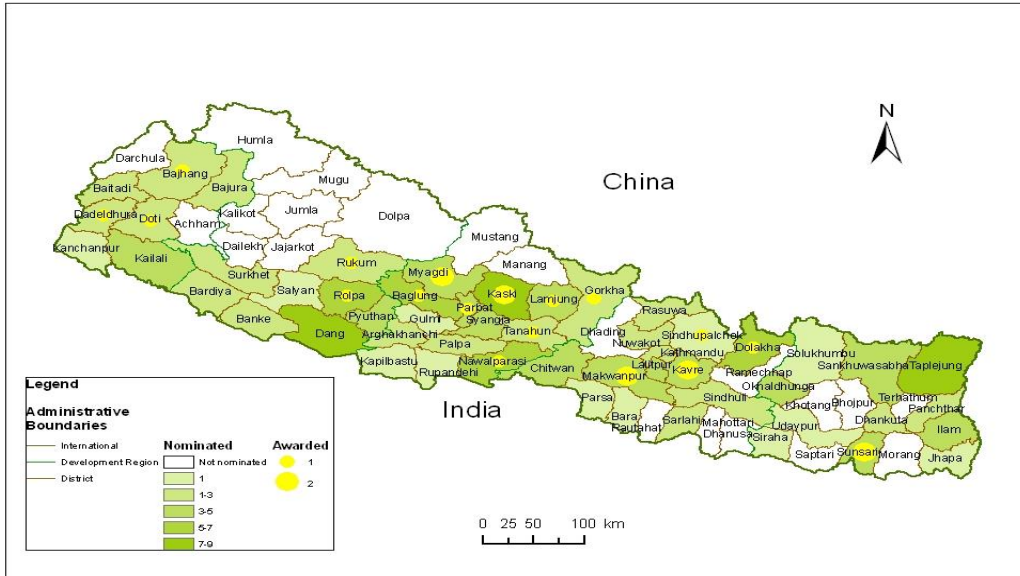 N
China
India
Humla
Darchula
Bajhang
Mugu
Baitadi
Bajura
Dadeldhura
Doti
Achham
Kalikot
Jumla
Dolpa
Mustang
Kanchanpur
Kailali
Dailekh
Jajarkot
Manang
Surkhet
Rukum
Myagdi
Gorkha
Bardiya
Salyan
Rolpa
Baglung
Kaski
Lamjung
Parbat
Rasuwa
Banke
Dang
Pyuthan
Gulmi
Syangja
Tanahun
Dhading
Nuwakot
Sindhupalchok
Arghakhanchi
Palpa
Kathmandu
Dolakha
Solukhumbu
Sankhuwasabha
Taplejung
Kapilbastu
Rupandehi
Nawalparasi
Chitwan
Makwanpur
Lalitpur
Kavre
Ramechhap
Oknaldhunga
Khotang
Bhojpur
Terhathum
Panchthar
Parsa
Bara
Rautahat
Sarlahi
Sindhuli
Mahottari
Dhanusa
Siraha
Udaypur
Saptari
Dhankuta
Sunsari
Morang
Ilam
Jhapa
Legend
Administrative
Boundaries
International
Development Region
District
Nominated
Not nominated
1
1-3
3-5
5-7
7-9
Awarded
1
2
0 25 50 100 km